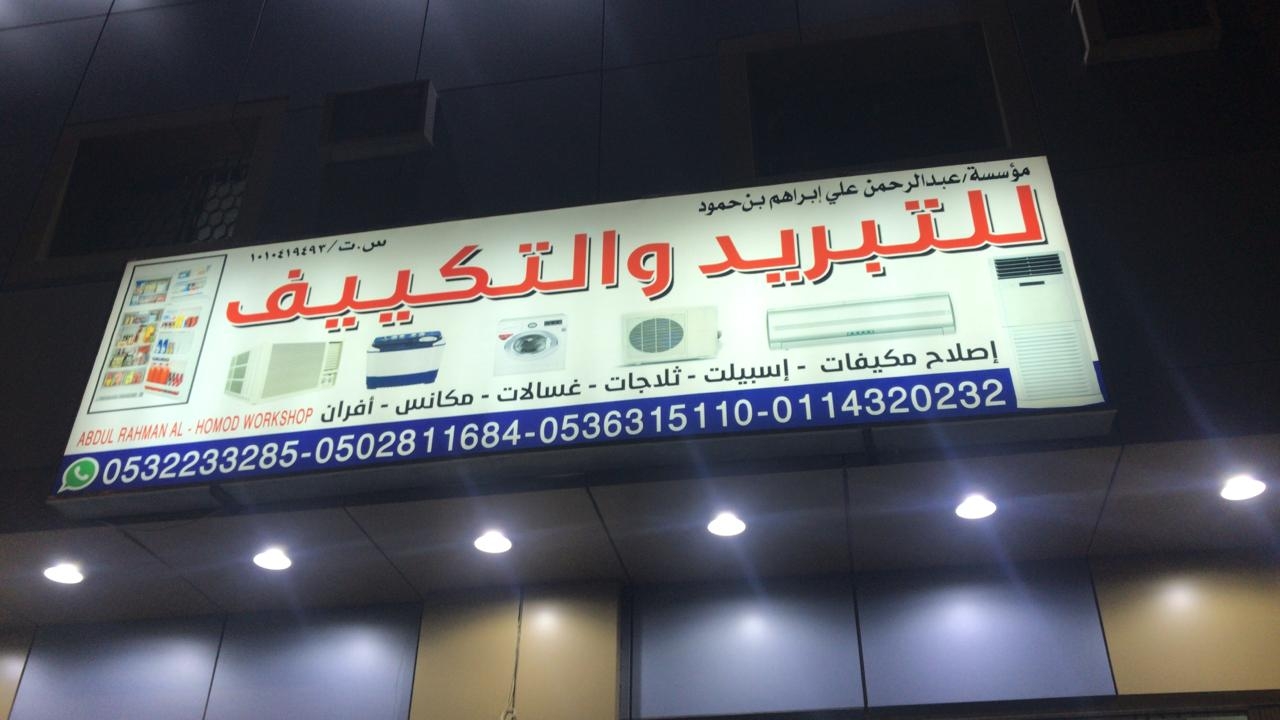 مؤسسة/عبدالرحمن علي إبراهم بن حمود
للتبريد والتكييف
س.ت/١٠١٠٤١٩٤٩٣
إصلاح مكيفات - إسبيلت - ثلاجات - غسالات - مكانس - أفران
ABDUL RAHMAN AL - HOMOD WORKSHOP
0532233285-0502811684-0536315110-0114320232